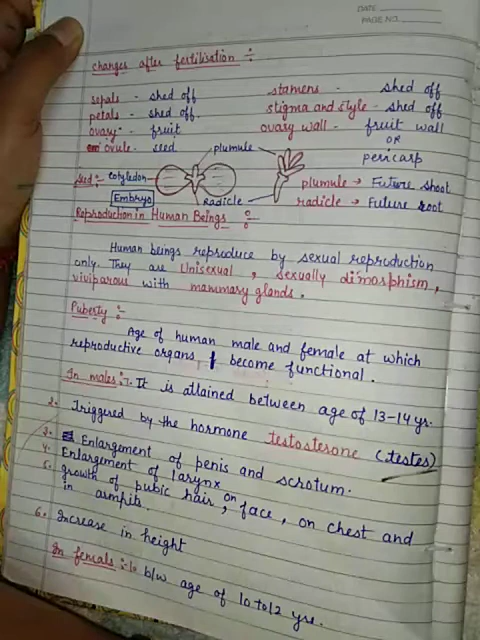 DATE
PAGE NO.
changes after fertilisation :-
sepals - shed off
petals - shed off.
ovary - fruit
ovule - seed
stamens - shed off
stigma and style - shed off
ovary wall - fruit wall
OR
pericarp
plumule
Seed :- cotyledon
Embryo
Radicle
plumule → Future shoot
radicle → Future root
Reproduction in Human Beings :-
Human beings reproduce by sexual reproduction
only. They are Unisexual, sexually dimorphism,
viviparous with mammary glands.
Puberty :-
Age of human male and female at which
reproductive organs, become functional.
In males :- 1. It is attained between age of 13-14 yr.
2. Triggered by the hormone testosterone (testes)
3. Enlargement of penis and scrotum.
4. Enlargement of larynx
5. growth of pubic hair, on face, on chest and
in armpits.
6. Increase in height
In females :- 1. b/w age of 10 to 12 yrs.